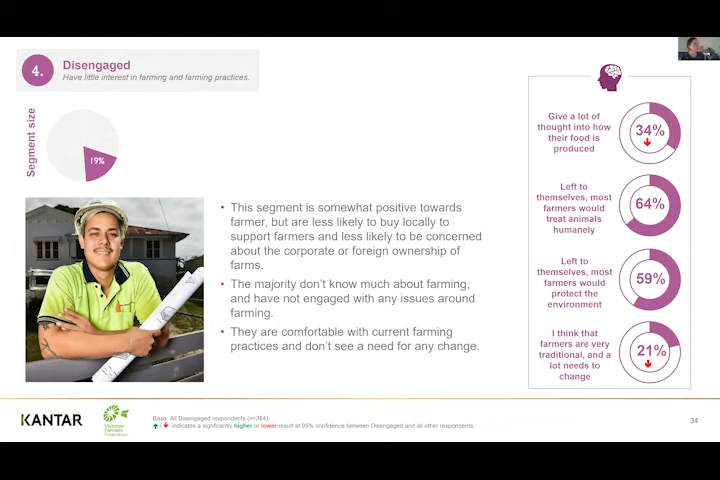 4.
Disengaged
Have little interest in farming and farming practices.
Segment size
19%
• This segment is somewhat positive towards
farmer, but are less likely to buy locally to
support farmers and less likely to be concerned
about the corporate or foreign ownership of
farms.
• The majority don't know much about farming,
and have not engaged with any issues around
farming.
• They are comfortable with current farming
practices and don't see a need for any change.
Give a lot of
thought into how
their food is
produced
34%
Left to
themselves, most
farmers would
treat animals
humanely
64%
Left to
themselves, most
farmers would
protect the
environment
59%
I think that
farmers are very
traditional, and a
lot needs to
change
21%
KANTAR
Victorian
Farmers
Federation
Base: All Disengaged respondents (n=384)
/ indicates a signficantly higher or lower result at 95% confidence between Disengaged and all other respondents.
34